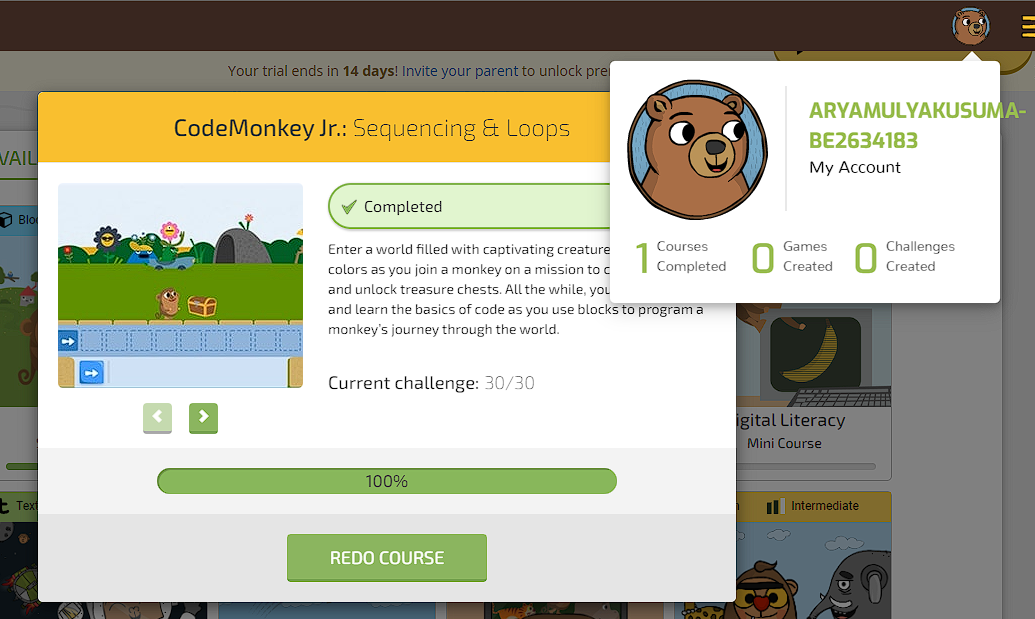 Your trial ends in 14 days! Invite your parent to unlock pre
CodeMonkey Jr.: Sequencing & Loops
ARYAMULYAKUSUMA-
BE2634183
My Account
1 Courses Completed
0 Games Created
0 Challenges Created
Completed
Enter a world filled with captivating creature
colors as you join a monkey on a mission to c
and unlock treasure chests. All the while, you
and learn the basics of code as you use blocks to program a
monkey's journey through the world.
Current challenge: 30/30
100%
REDO COURSE
VAIL
Bloc
igital Literacy
Mini Course
Text
Intermediate